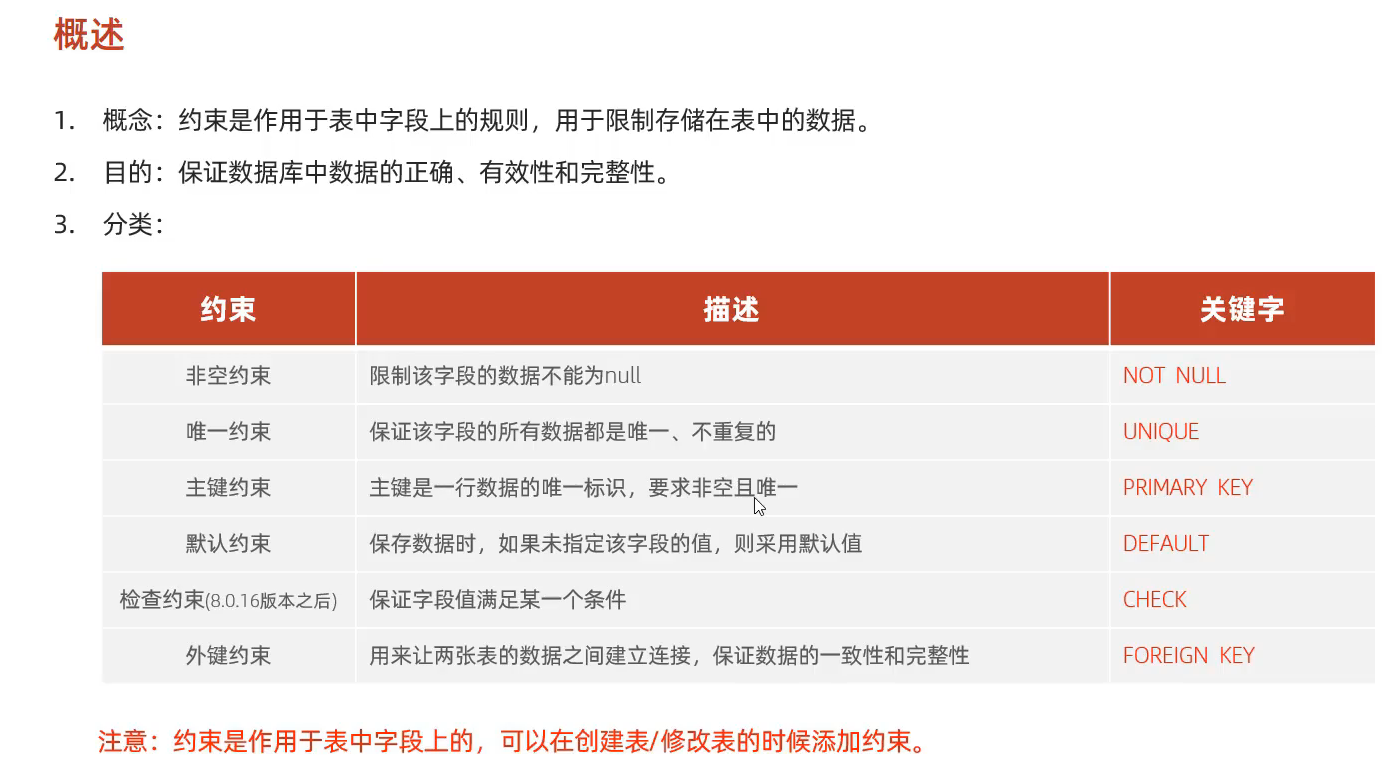 概述
1. 概念：约束是作用于表中字段上的规则，用于限制存储在表中的数据。
2. 目的：保证数据库中数据的正确、有效性和完整性。
3. 分类：
约束 描述 关键字
非空约束 限制该字段的数据不能为null NOT NULL
唯一约束 保证该字段的所有数据都是唯一、不重复的 UNIQUE
主键约束 主键是一行数据的唯一标识，要求非空且唯一 PRIMARY KEY
默认约束 保存数据时，如果未指定该字段的值，则采用默认值 DEFAULT
检查约束(8.0.16版本之后) 保证字段值满足某一个条件 CHECK
外键约束 用来让两张表的数据之间建立连接，保证数据的一致性和完整性 FOREIGN KEY
注意：约束是作用于表中字段上的，可以在创建表/修改表的时候添加约束。